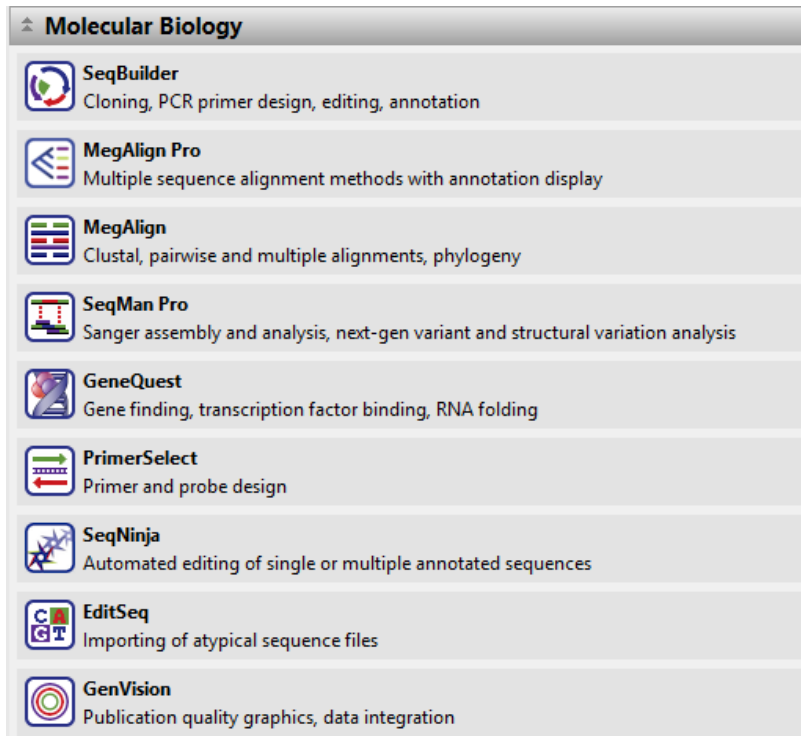 Molecular Biology
SeqBuilder
Cloning, PCR primer design, editing, annotation
MegAlign Pro
Multiple sequence alignment methods with annotation display
MegAlign
Clustal, pairwise and multiple alignments, phylogeny
SeqMan Pro
Sanger assembly and analysis, next-gen variant and structural variation analysis
GeneQuest
Gene finding, transcription factor binding, RNA folding
PrimerSelect
Primer and probe design
SeqNinja
Automated editing of single or multiple annotated sequences
C A
G T
EditSeq
Importing of atypical sequence files
GenVision
Publication quality graphics, data integration